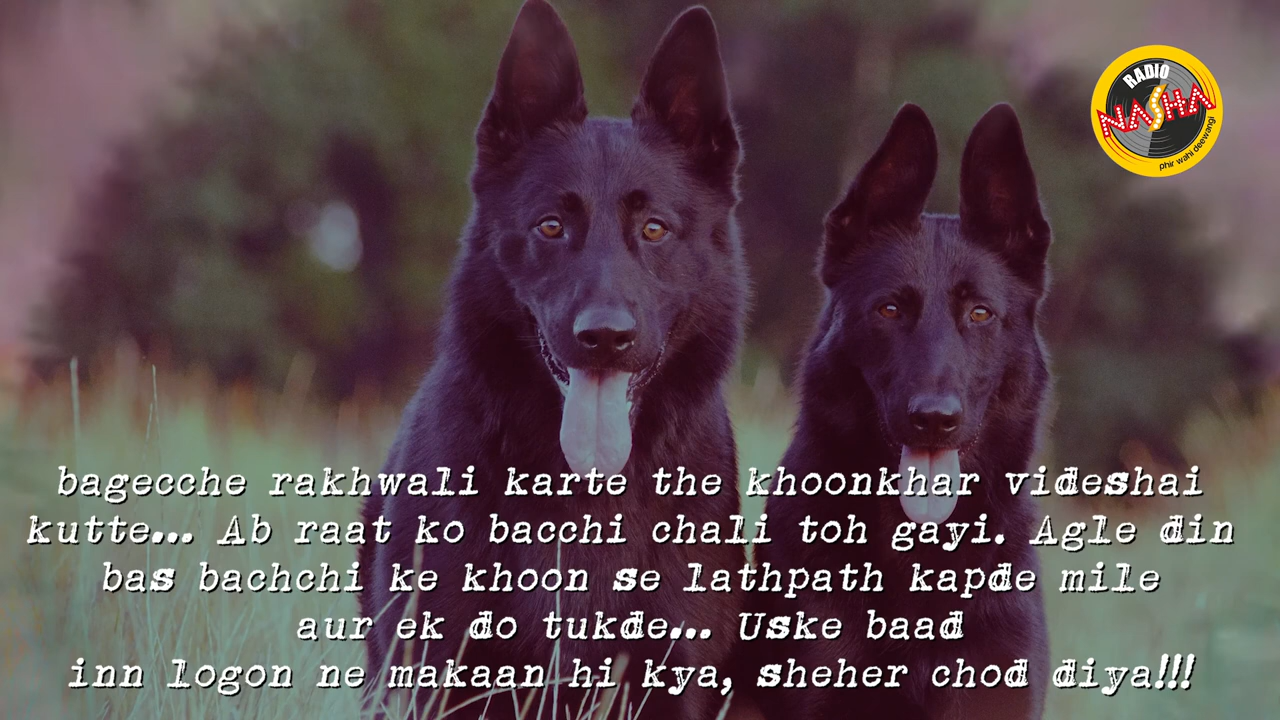 RADIO
NASHA
phir wahi deewangi
bagecche rakhwali karte the khoonkhar videshai
kutte... Ab raat ko bacchi chali toh gayi. Agle din
bas bachchi ke khoon se lathpath kapde mile
aur ek do tukde... Uske baad
inn logon ne makaan hi kya, sheher chod diya!!!